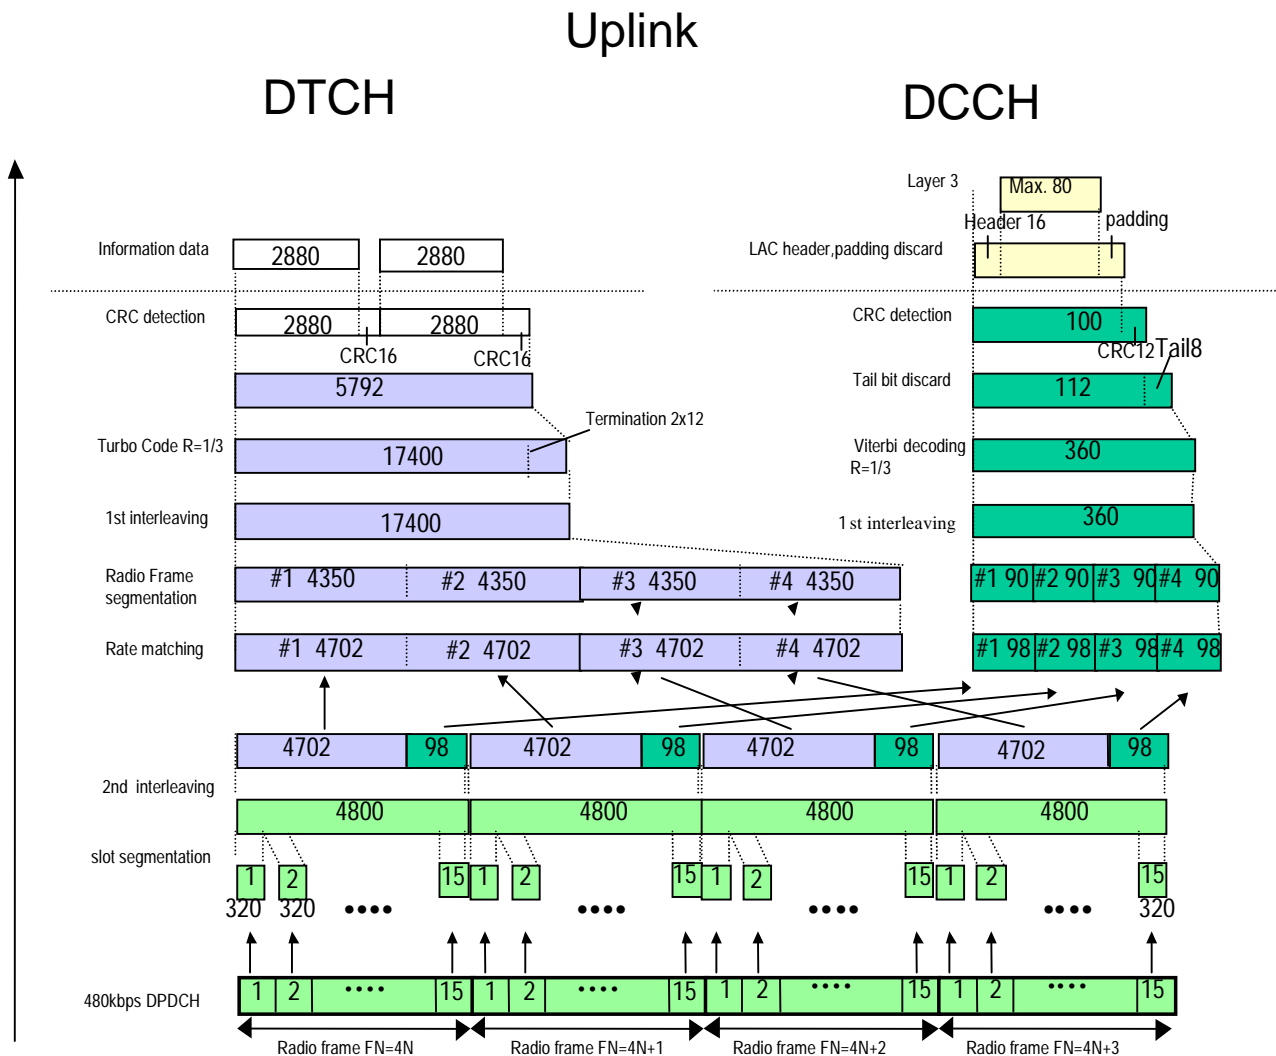 Uplink
DTCH
DCCH
Layer 3
Max. 80
Header 16
padding
Information data
2880
2880
LAC header,padding discard
CRC detection
2880
2880
CRC16
CRC16
CRC detection
100
CRC12
Tail8
5792
Tail bit discard
112
Termination 2x12
Turbo Code R=1/3
17400
Viterbi decoding
R=1/3
360
1st interleaving
17400
1st interleaving
360
Radio Frame
segmentation
#1 4350
#2 4350
#3 4350
#4 4350
#1 90
#2 90
#3 90
#4 90
Rate matching
#1 4702
#2 4702
#3 4702
#4 4702
#1 98
#2 98
#3 98
#4 98
4702
98
4702
98
4702
98
4702
98
2nd interleaving
4800
4800
4800
4800
slot segmentation
1
2
15
1
2
15
1
2
15
1
2
15
320
320
••••
••••
••••
••••
320
480kbps DPDCH
1
2
••••
15
1
2
••••
15
1
2
••••
15
1
2
••••
15
Radio frame FN=4N
Radio frame FN=4N+1
Radio frame FN=4N+2
Radio frame FN=4N+3